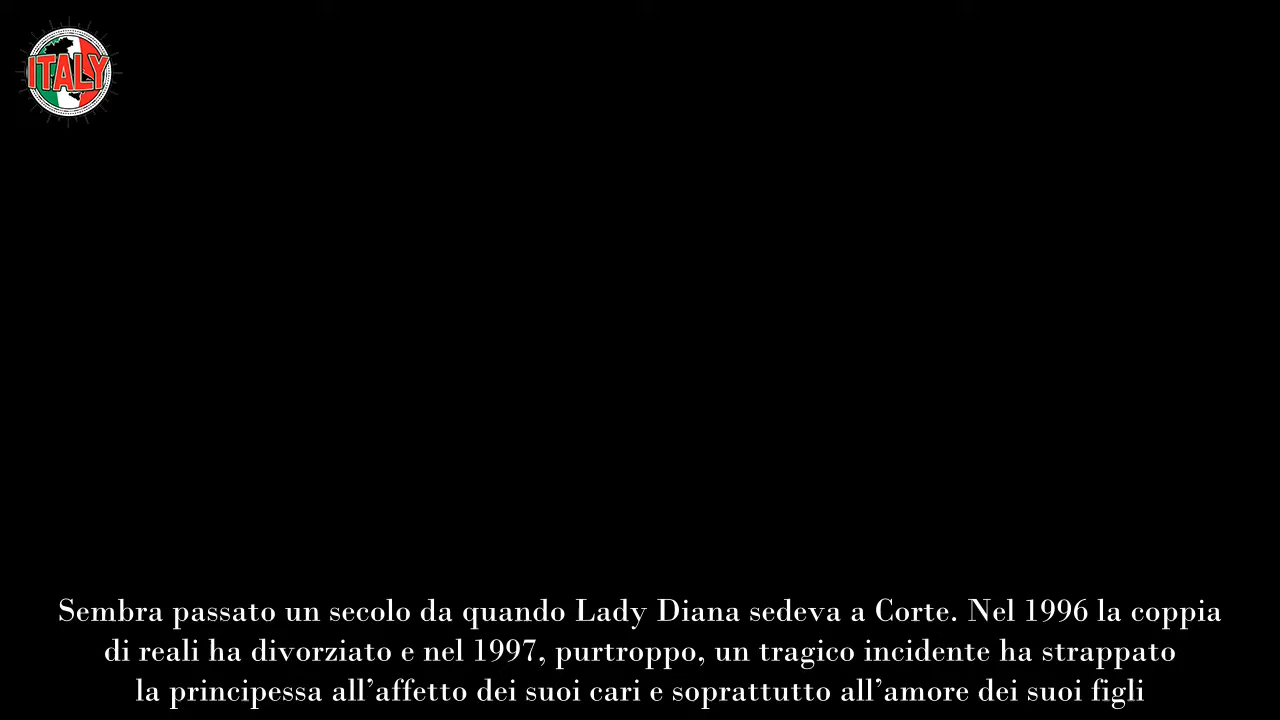 ITALY
Sembra passato un secolo da quando Lady Diana sedeva a Corte. Nel 1996 la coppia
di reali ha divorziato e nel 1997, purtroppo, un tragico incidente ha strappato
la principessa all’affetto dei suoi cari e soprattutto all’amore dei suoi figli